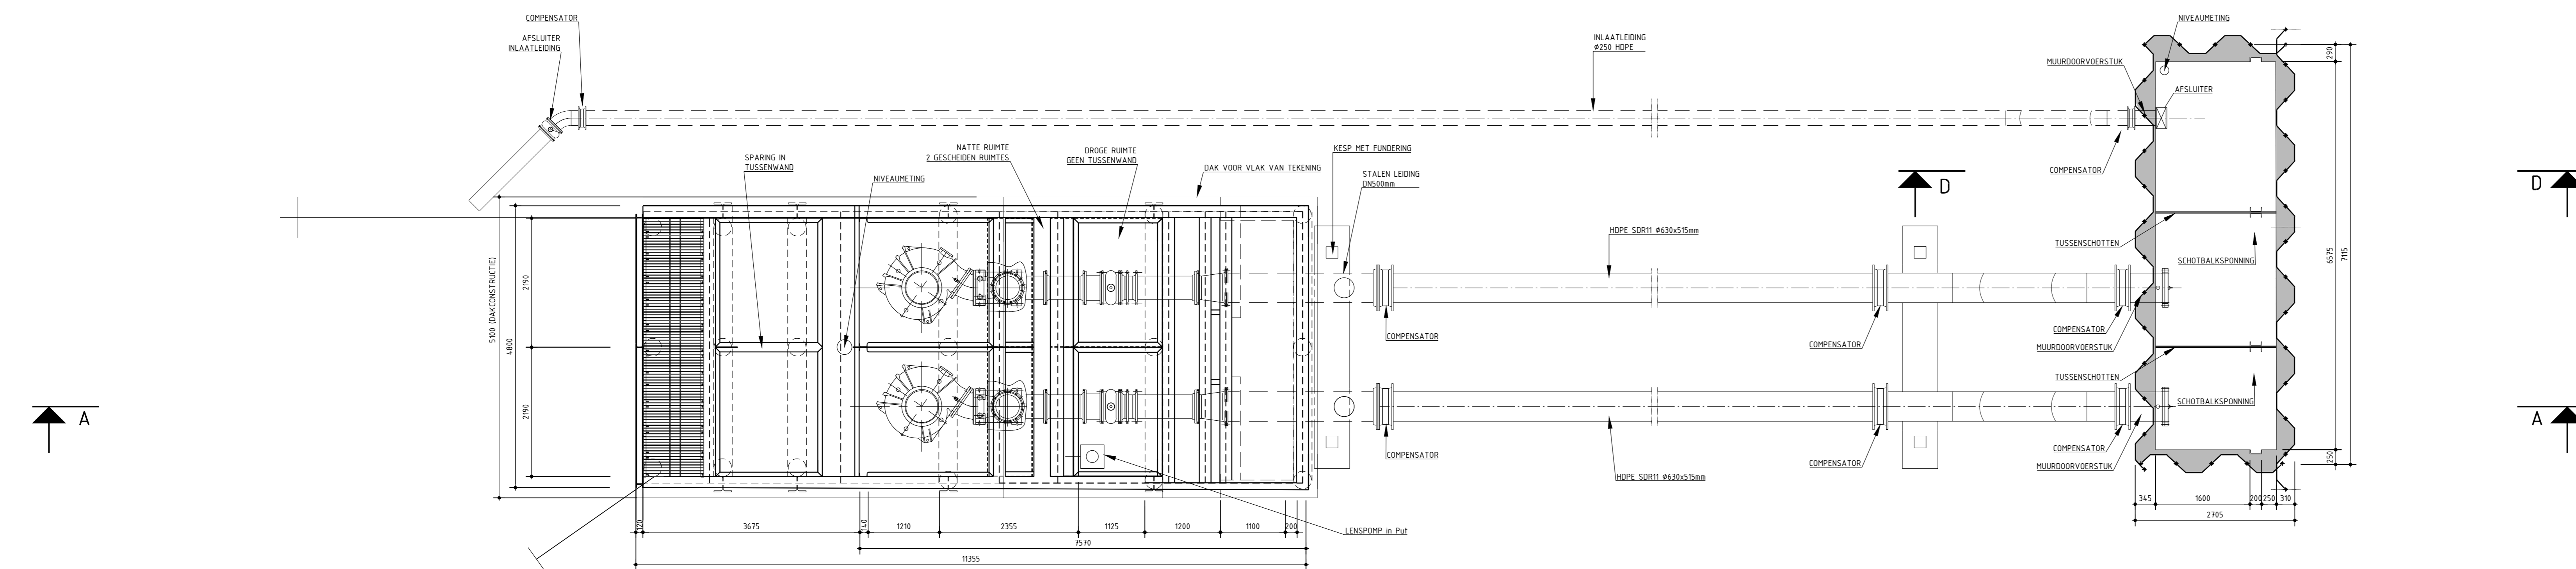 COMPENSATOR
AFSLUITER
INLAATLEIDING
INLAATLEIDING
Ø250 HDPE
NIVEAUMETING
MUURDOORVOERSTUK
AFSLUITER
COMPENSATOR
290
SPARING IN
TUSSENWAND
NIVEAUMETING
NATTE RUIMTE
2 GESCHEIDEN RUIMTES
DROGE RUIMTE
GEEN TUSSENWAND
DAK VOOR VLAK VAN TEKENING
KESP MET FUNDERING
STALEN LEIDING
DN500mm
D
D
HDPE SDR11 Ø630x515mm
TUSSENSCHOTTEN
SCHOTBALKSPONNING
6575
7115
5100 (DAKCONSTRUCTIE)
4800
2190
2190
COMPENSATOR
COMPENSATOR
COMPENSATOR
MUURDOORVOERSTUK
TUSSENSCHOTTEN
SCHOTBALKSPONNING
A
A
COMPENSATOR
COMPENSATOR
COMPENSATOR
MUURDOORVOERSTUK
HDPE SDR11 Ø630x515mm
250
345
1600
200
250
310
2705
120
3675
140
1210
2355
1125
1200
1100
200
LENSPOMP in Put
7570
11355